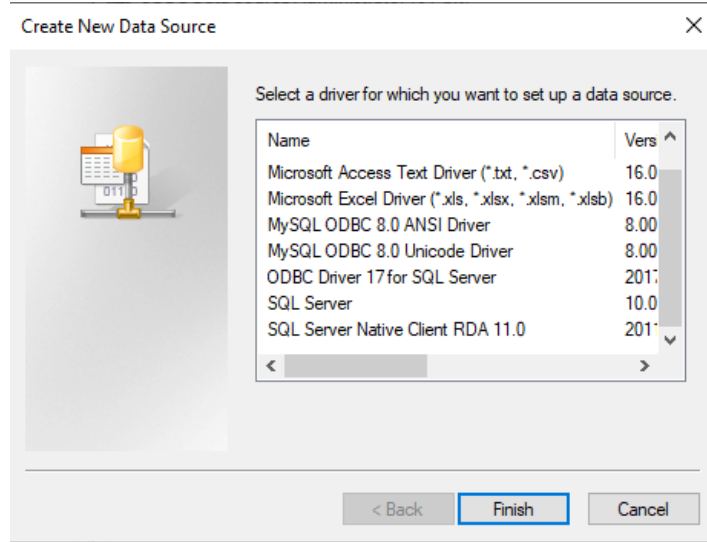 Create New Data Source
Select a driver for which you want to set up a data source.
Name Vers
Microsoft Access Text Driver (*.txt, *.csv) 16.0
Microsoft Excel Driver (*.xls, *.xlsx, *.xlsm, *.xlsb) 16.0
MySQL ODBC 8.0 ANSI Driver 8.00
MySQL ODBC 8.0 Unicode Driver 8.00
ODBC Driver 17 for SQL Server 2017
SQL Server 10.0
SQL Server Native Client RDA 11.0 201
< Back Finish Cancel